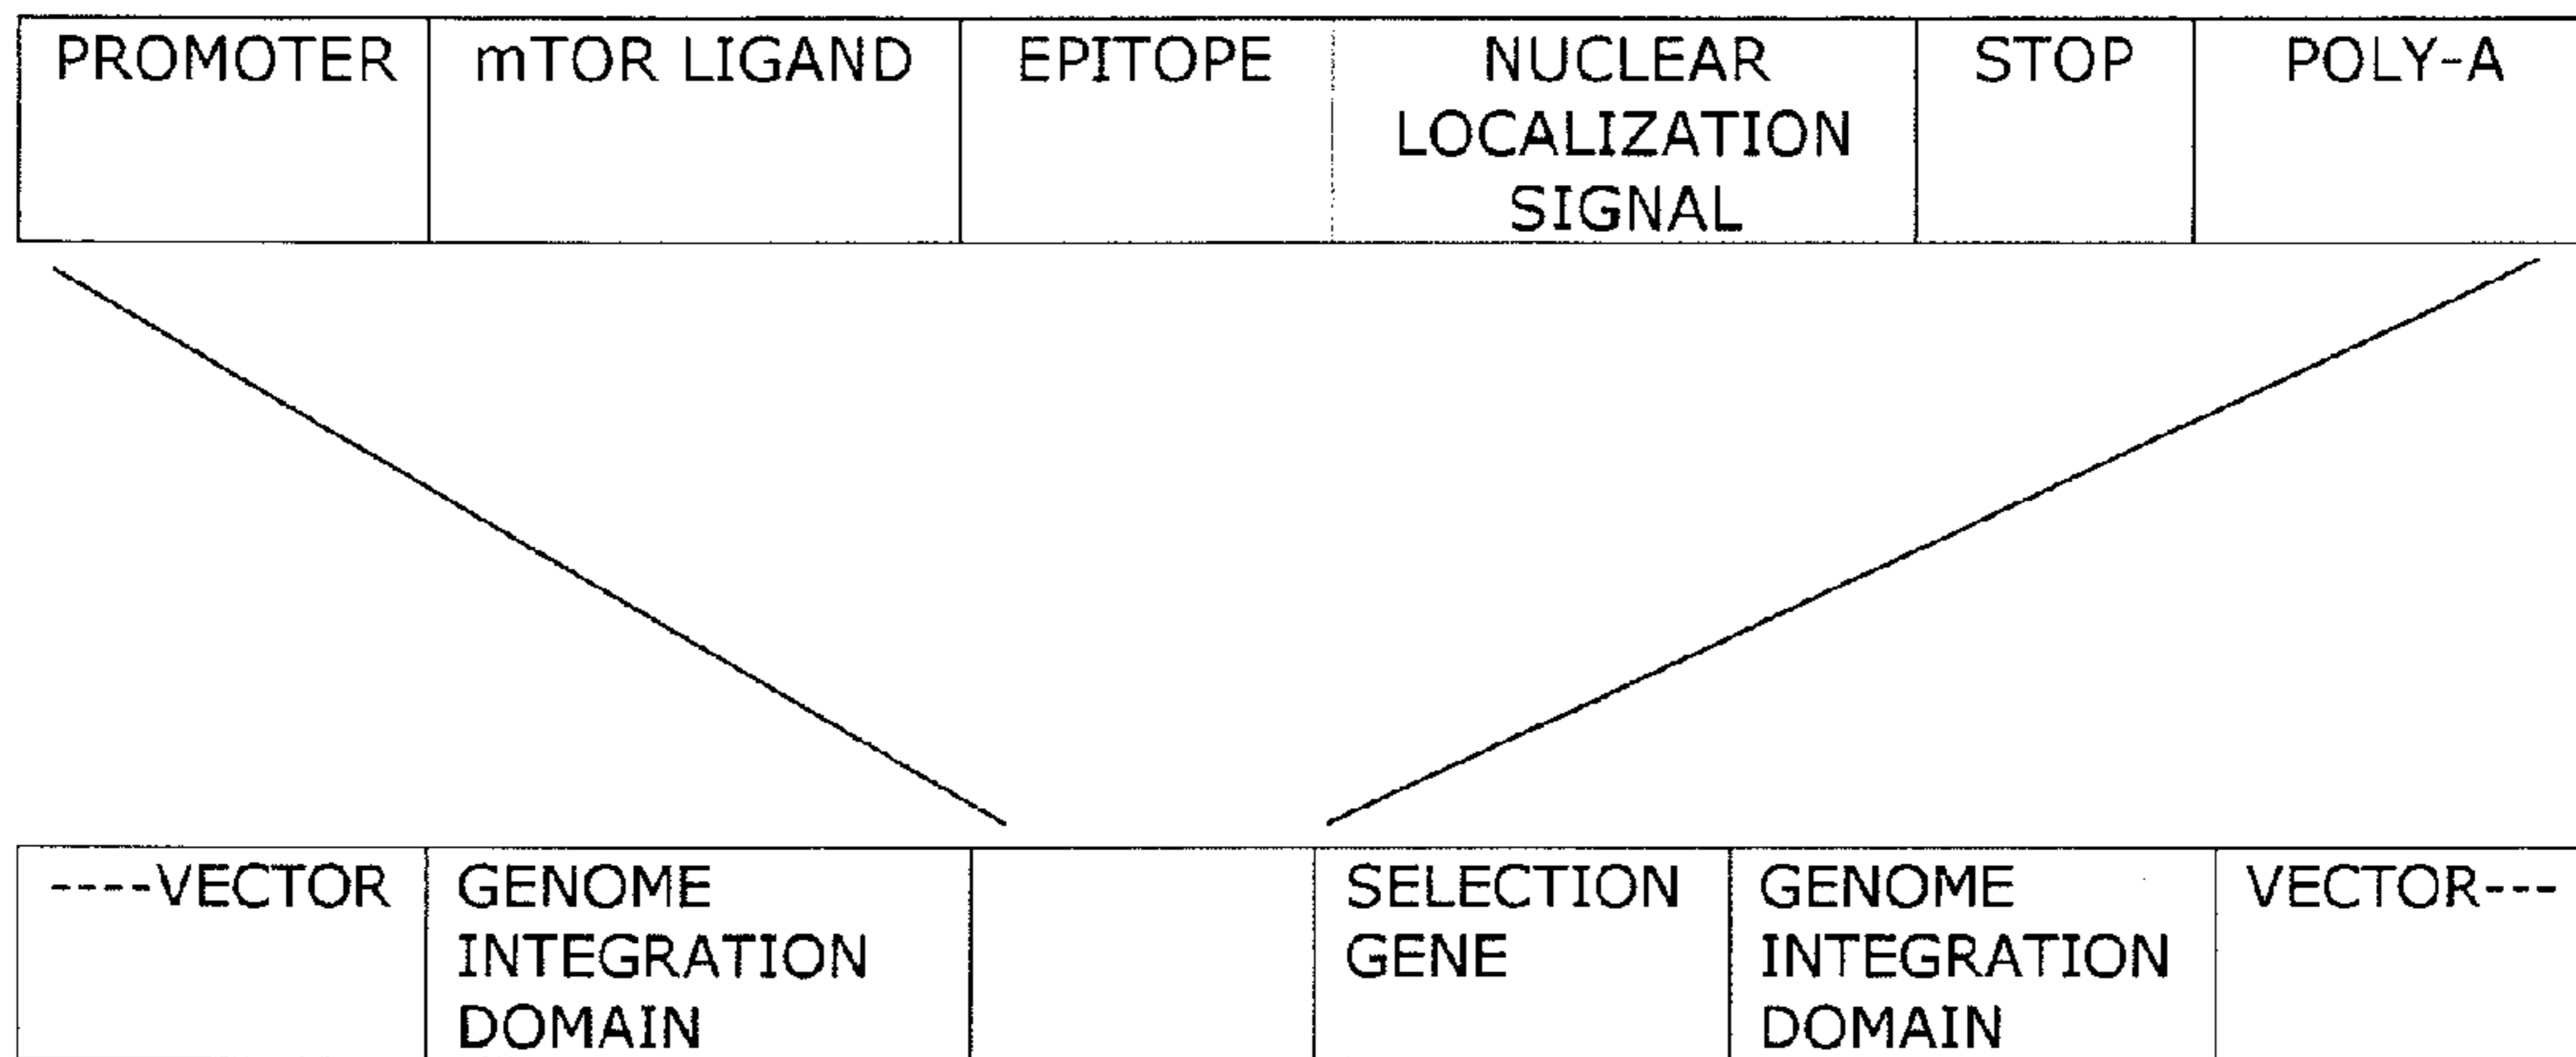 PROMOTER
mTOR LIGAND
EPITOPE
NUCLEAR
LOCALIZATION
SIGNAL
STOP
POLY-A
----VECTOR
GENOME
INTEGRATION
DOMAIN
SELECTION
GENE
GENOME
INTEGRATION
DOMAIN
VECTOR---